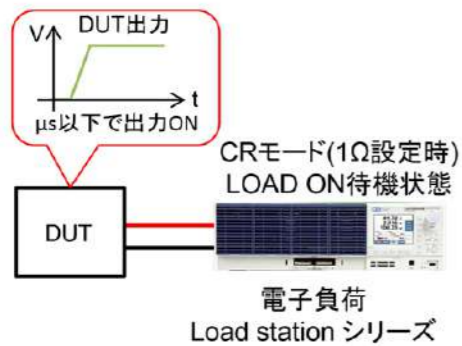 V
DUT出力
t
μs以下で出力ON
CRモード(1Ω設定時)
LOAD ON待機状態
DUT
電子負荷
Load station シリーズ